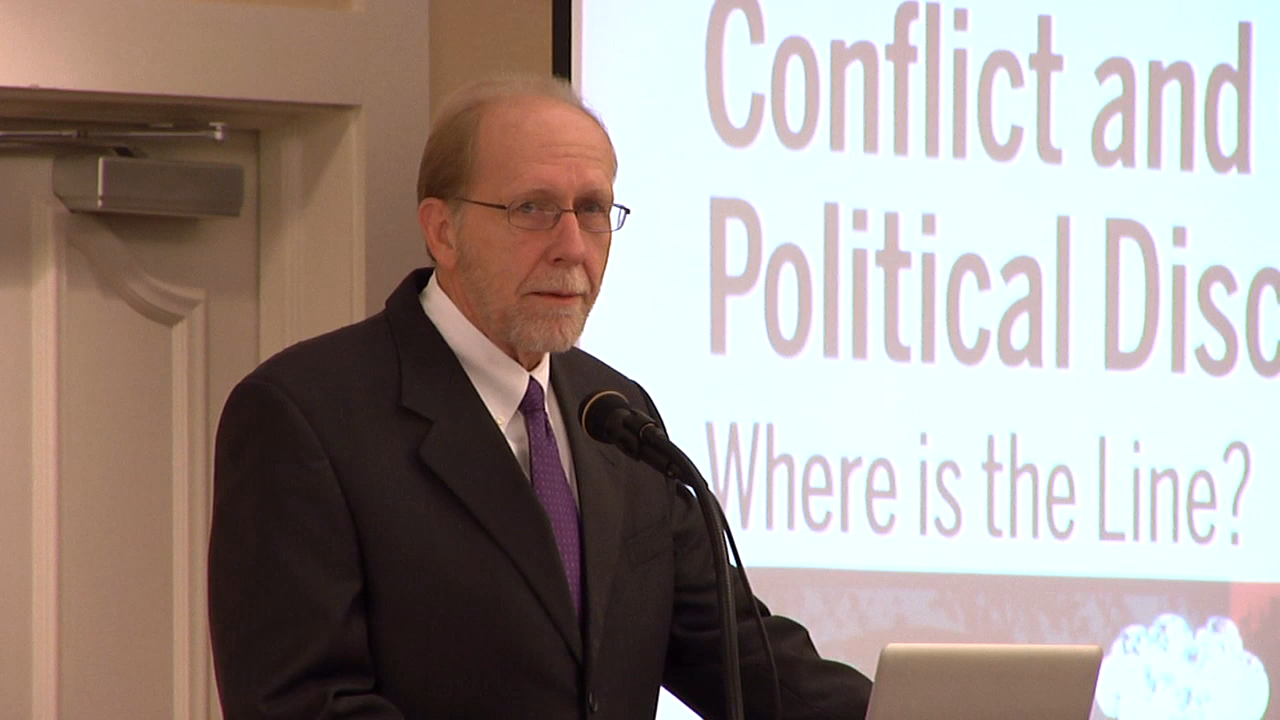 Conflict and
Political Disc
Where is the Line?